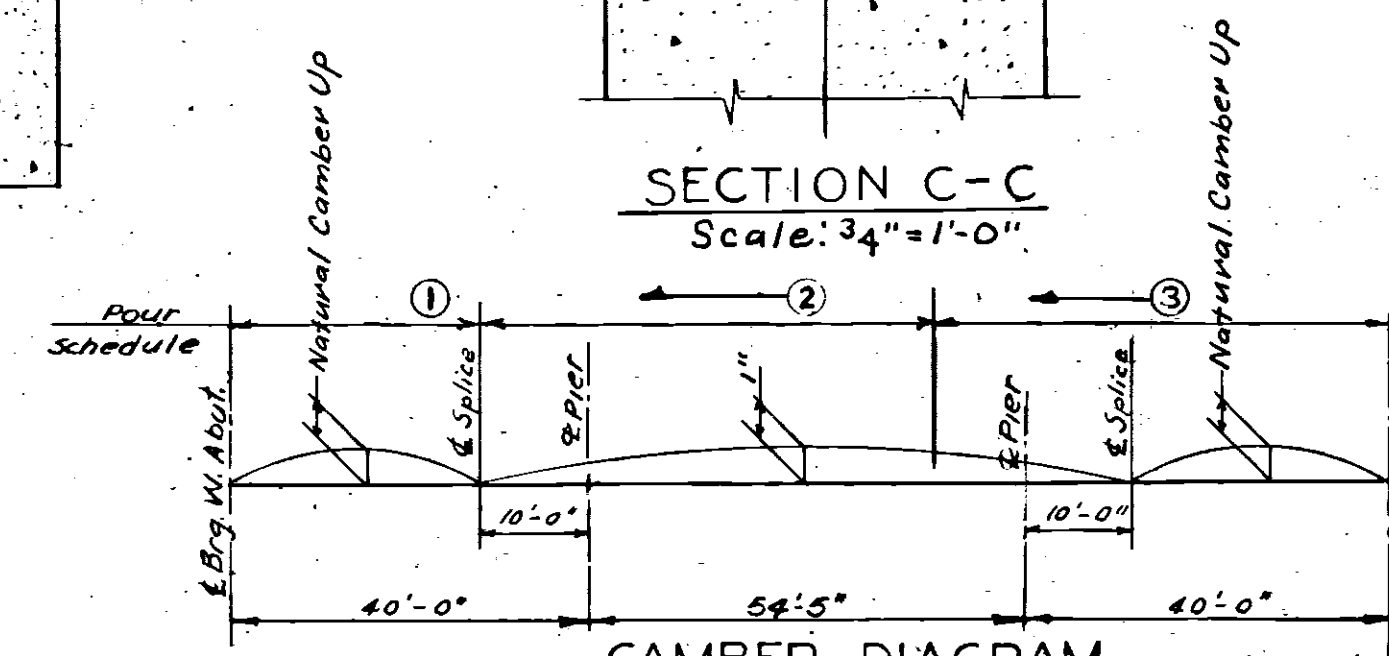 SECTION C-C
Scale: 3/4"=1'-0"
Natural Camber Up
Natural Camber Up
Pour
schedule
①
②
③
℄ Brg. W. Abut.
℄ Splice
℄ Pier
1"
℄ Pier
℄ Splice
10'-0"
10'-0"
40'-0"
54'-5"
40'-0"
CAMBER DIAGRAM